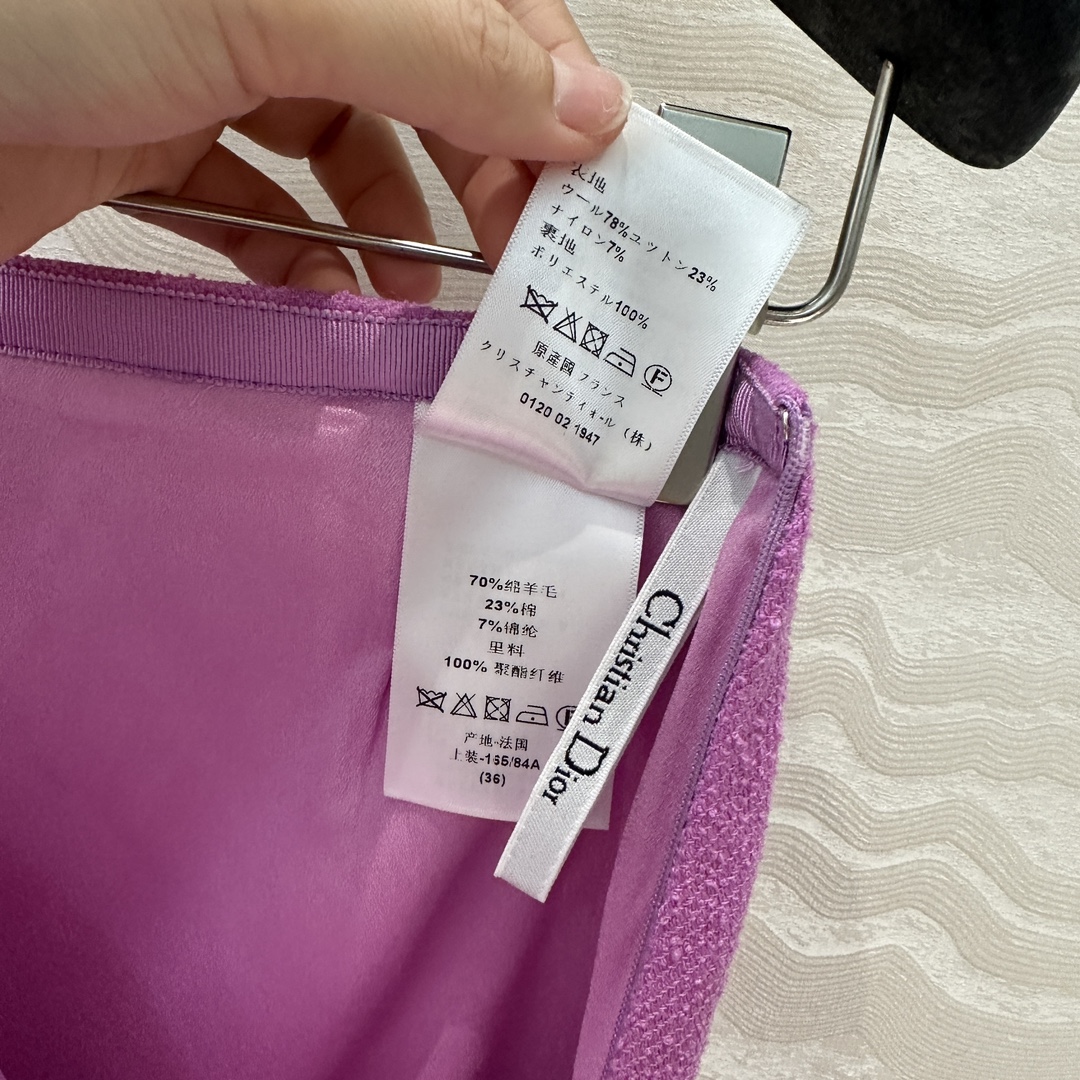 表地
ウール78%ユットン23%
ナイロン7%
裏地
ポリエステル100%
F
原産國フランス
クリスチャンディオール（株）
0120 02 1947
70%绵羊毛
23%棉
7%锦纶
里料
100% 聚酯纤维
产地-法国
上装-165/84A
(36)
Christian Dior